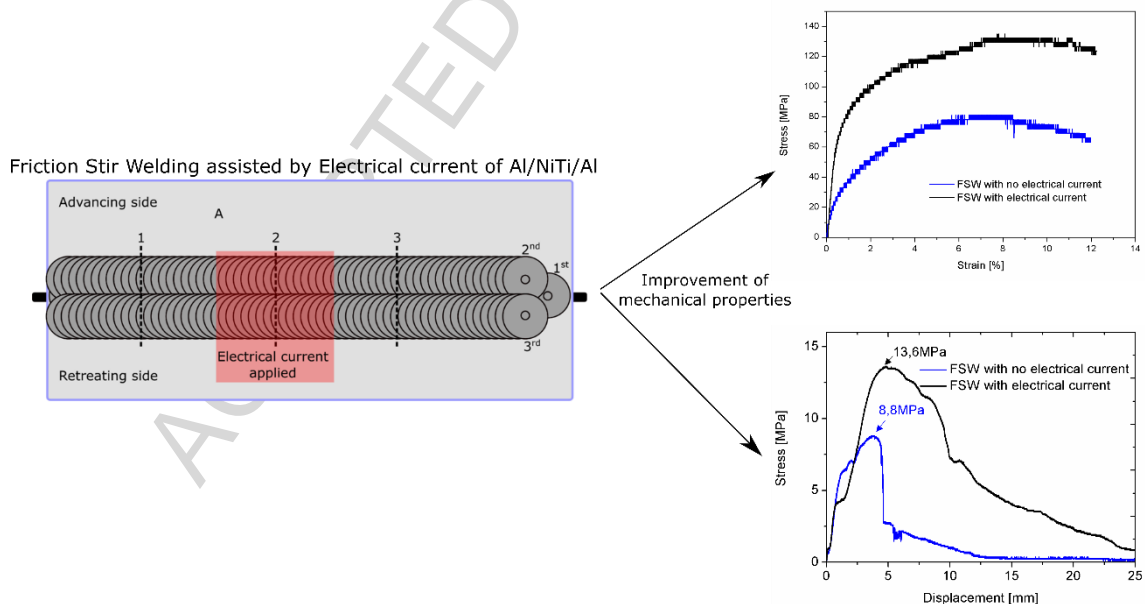 ACCEPTED
Friction Stir Welding assisted by Electrical current of Al/NiTi/Al
Advancing side
A
1
2
3
2nd
1st
3rd
Electrical current
applied
Retreating side
Improvement of
mechanical properties
Stress [MPa]
140
120
100
80
60
40
20
0
FSW with no electrical current
FSW with electrical current
0
2
4
6
8
10
12
14
Strain [%]
Stress [MPa]
15
10
5
0
13,6MPa
FSW with no electrical current
FSW with electrical current
8,8MPa
0
5
10
15
20
25
Displacement [mm]